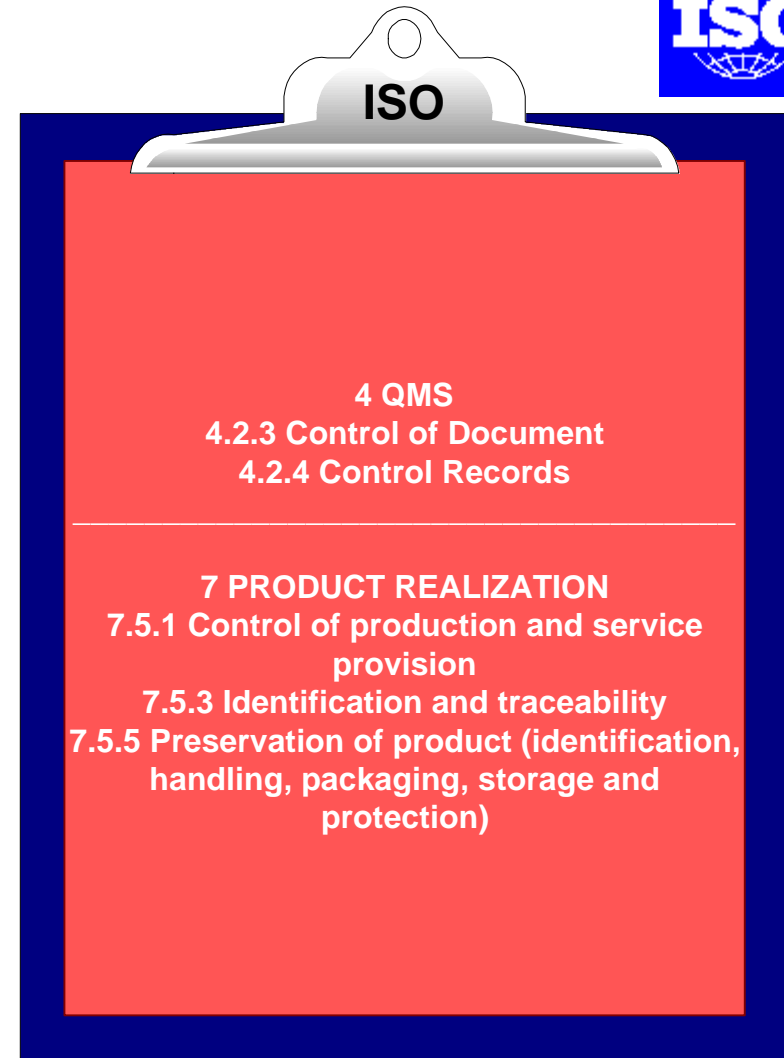 ISO
ISO
4 QMS
4.2.3 Control of Document
4.2.4 Control Records
7 PRODUCT REALIZATION
7.5.1 Control of production and service
provision
7.5.3 Identification and traceability
7.5.5 Preservation of product (identification,
handling, packaging, storage and
protection)